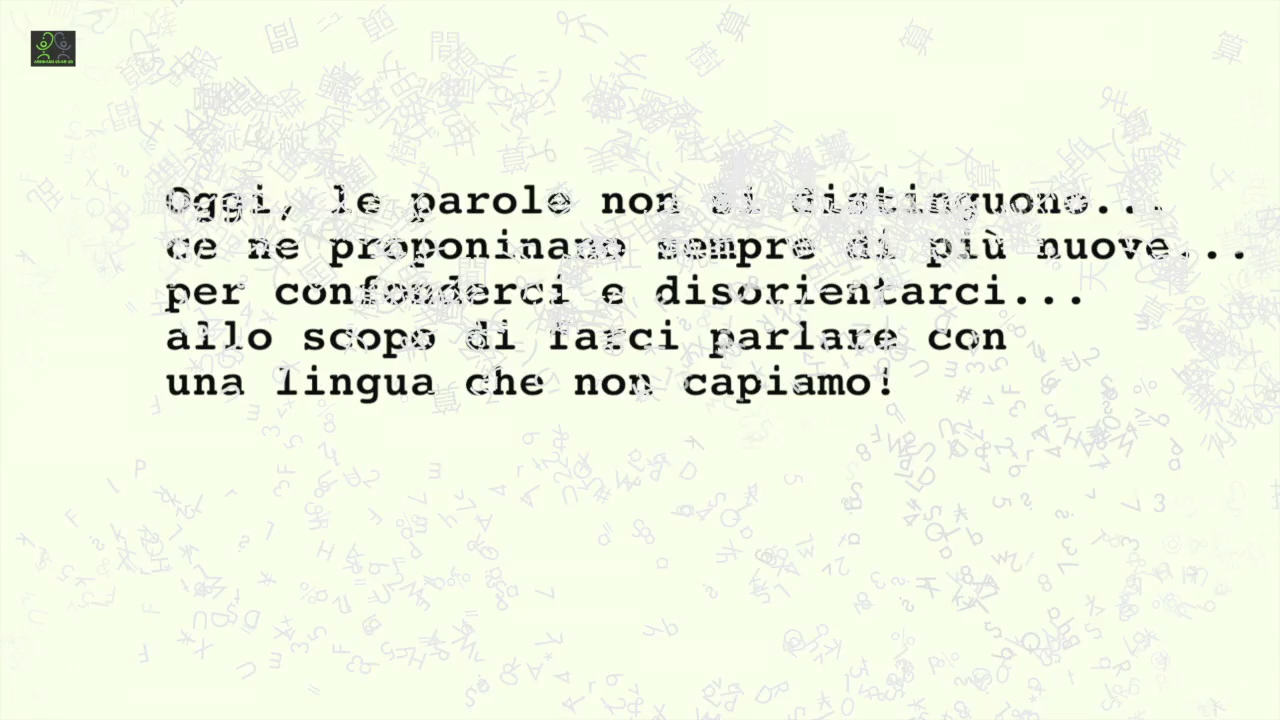 Oggi, le parole non si distinguono...
ce ne proponinano sempre di più nuove...
per confonderci e disorientarci...
allo scopo di farci parlare con
una lingua che non capiamo!